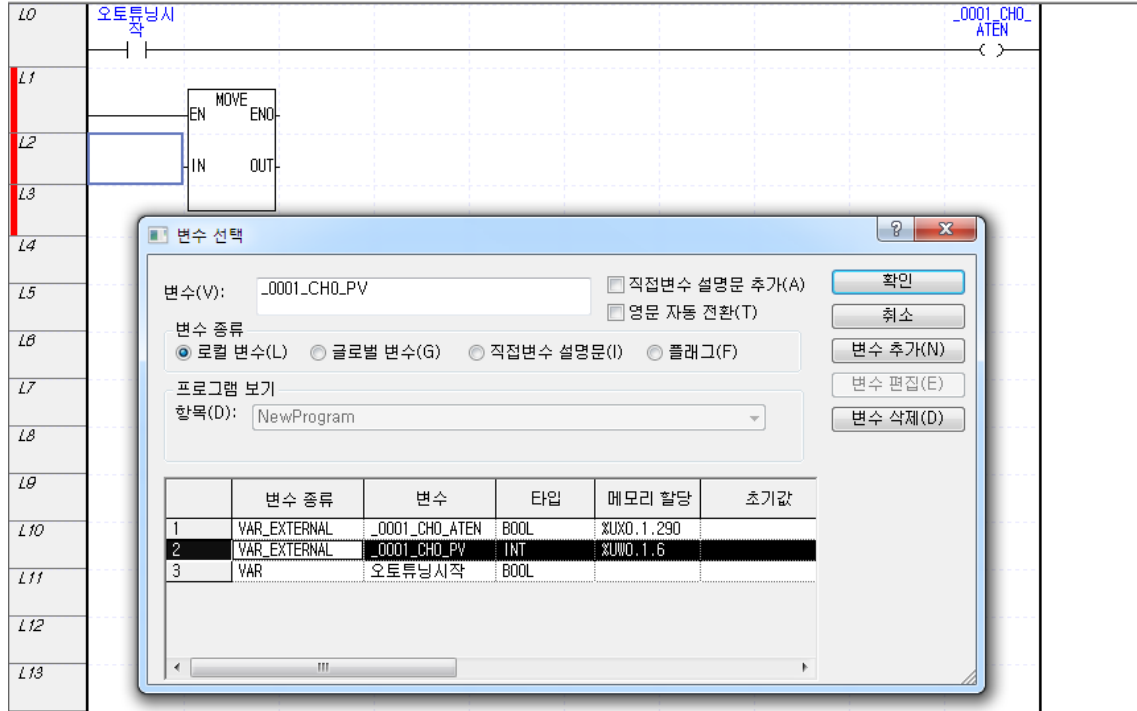 L0
오토튜닝시
작
_0001_CH0_
ATEN
L1
MOVE
EN ENO
L2
IN OUT
L3
변수 선택
L4
L5
변수(V): _0001_CH0_PV
직접변수 설명문 추가(A)
확인
영문 자동 전환(T)
취소
L6
변수 종류
로컬 변수(L) 글로벌 변수(G) 직접변수 설명문(I) 플래그(F)
변수 추가(N)
L7
프로그램 보기
변수 편집(E)
항목(D): NewProgram
변수 삭제(D)
L8
L9
변수 종류 변수 타입 메모리 할당 초기값
L10
1 VAR_EXTERNAL _0001_CH0_ATEN BOOL %UX0.1.290
2 VAR_EXTERNAL _0001_CH0_PV INT %UW0.1.6
3 VAR 오토튜닝시작 BOOL
L11
L12
L13